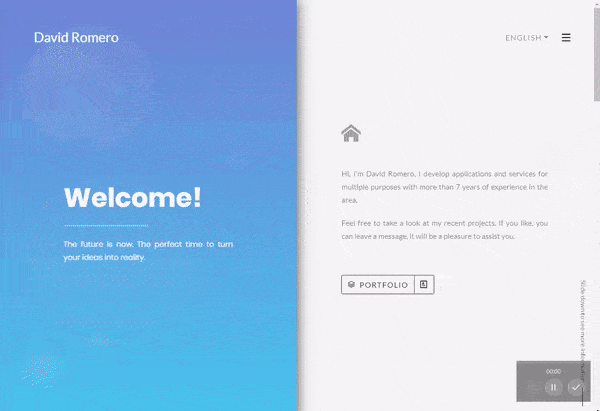 David Romero
ENGLISH
Welcome!
The future is now. The perfect time to turn
your ideas into reality.
Hi, I'm David Romero, I develop applications and services for
multiple purposes with more than 7 years of experience in the
area.
Feel free to take a look at my recent projects. If you like, you
can leave a message, it will be a pleasure to assist you.
PORTFOLIO
Slide down to see more information
00:00